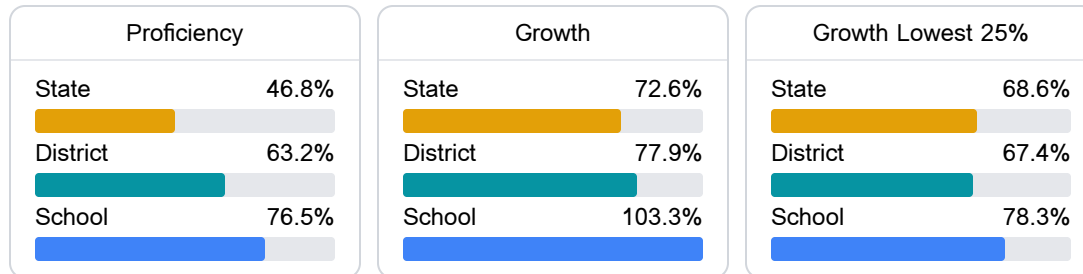 Proficiency
State 46.8%
District 63.2%
School 76.5%
Growth
State 72.6%
District 77.9%
School 103.3%
Growth Lowest 25%
State 68.6%
District 67.4%
School 78.3%